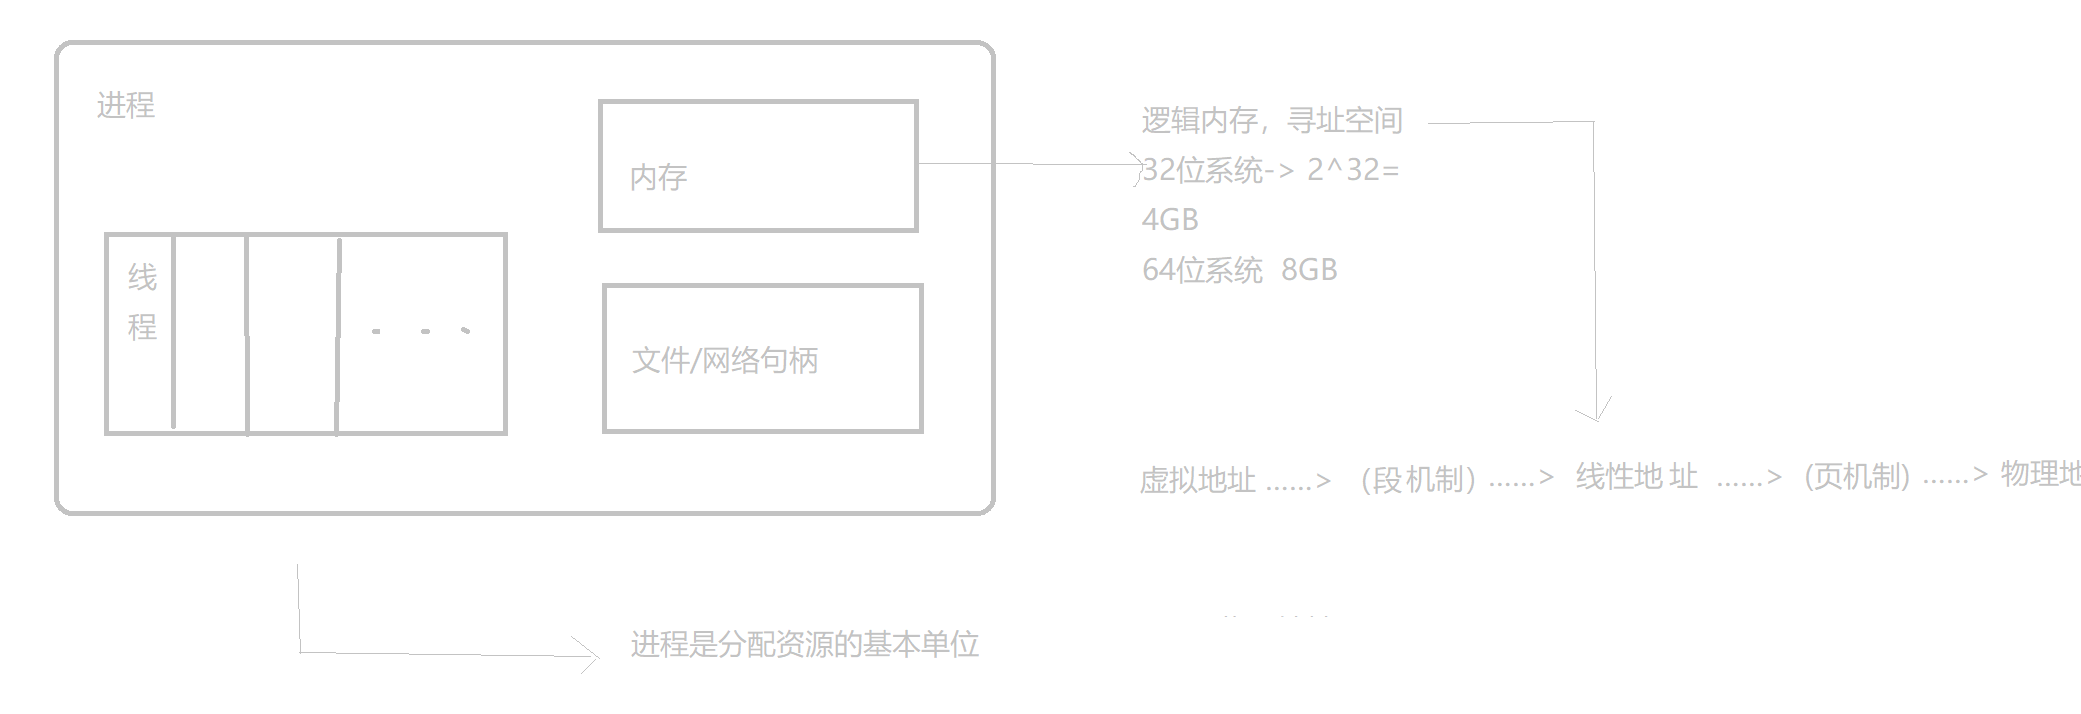 进程
内存
线
程
文件/网络句柄
逻辑内存，寻址空间
32位系统-> 2^32=
4GB
64位系统 8GB
虚拟地址 ......> （段机制）......> 线性地址 ......> （页机制）......> 物理地
进程是分配资源的基本单位